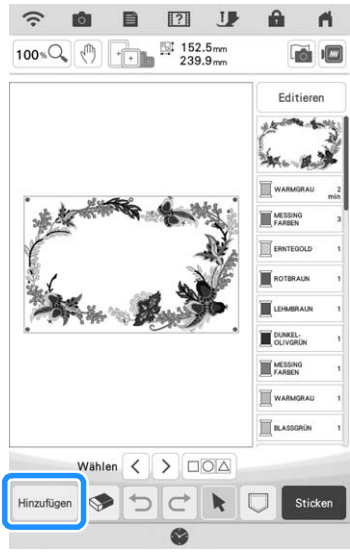 100%
152.5mm
239.9mm
Editieren
WARMGRAU 2
min
MESSING
FARBEN 3
ERNTEGOLD 1
ROTBRAUN 1
LEHMBRAUN 1
DUNKEL-
OLIVGRÜN 1
MESSING
FARBEN 1
WARMGRAU 1
BLASSGRÜN 1
Wählen < >
Hinzufügen
Sticken